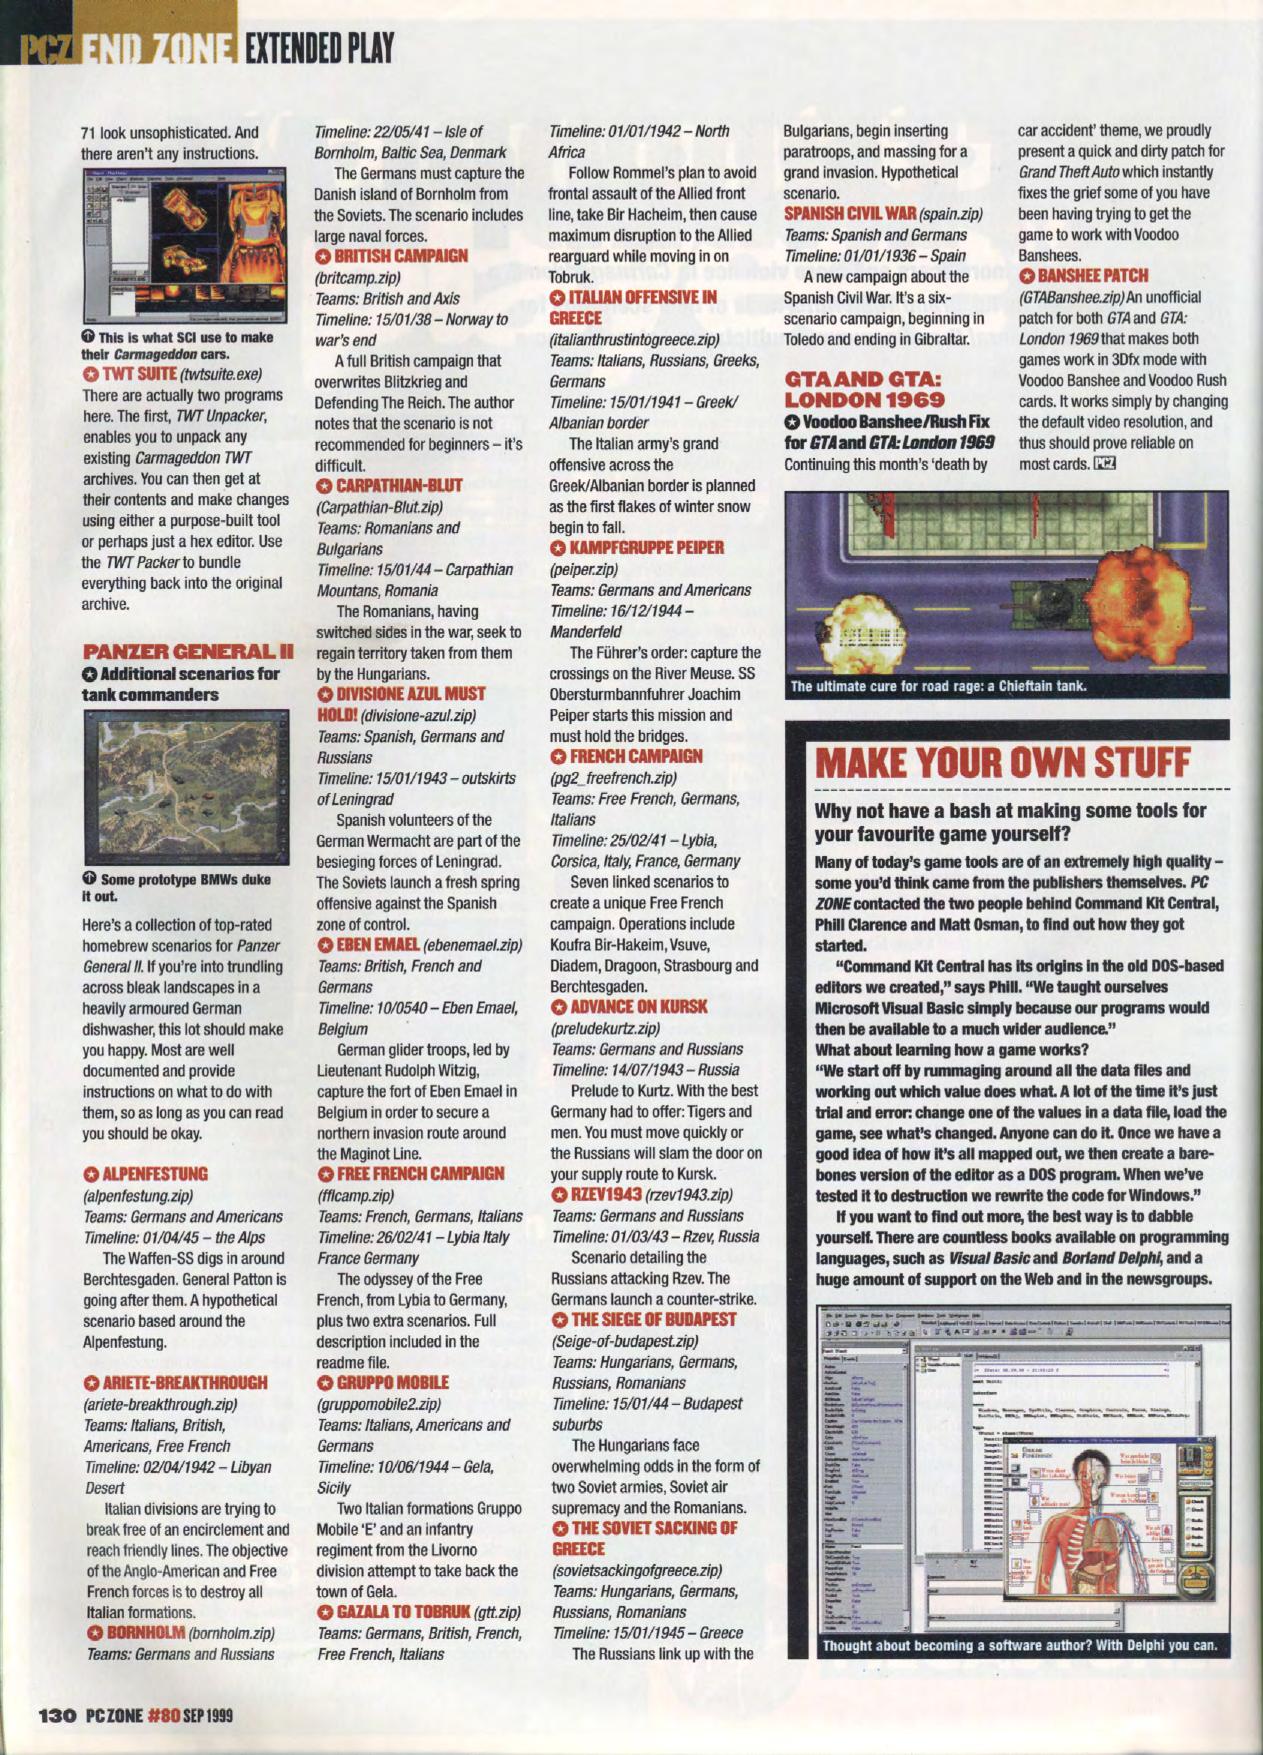 PCZ END ZONE EXTENDED PLAY
71 look unsophisticated. And
there aren't any instructions.
This is what SCI use to make
their Carmageddon cars.
TWT SUITE (twtsuite.exe)
There are actually two programs
here. The first, TWT Unpacker,
enables you to unpack any
existing Carmageddon TWT
archives. You can then get at
their contents and make changes
using either a purpose-built tool
or perhaps just a hex editor. Use
the TWT Packer to bundle
everything back into the original
archive.
PANZER GENERAL II
Additional scenarios for
tank commanders
Some prototype BMWs duke
it out.
Here's a collection of top-rated
homebrew scenarios for Panzer
General II. If you're into trundling
across bleak landscapes in a
heavily armoured German
dishwasher, this lot should make
you happy. Most are well
documented and provide
instructions on what to do with
them, so as long as you can read
you should be okay.
ALPENFESTUNG
(alpenfestung.zip)
Teams: Germans and Americans
Timeline: 01/04/45 – the Alps
The Waffen-SS digs in around
Berchtesgaden. General Patton is
going after them. A hypothetical
scenario based around the
Alpenfestung.
ARIETE-BREAKTHROUGH
(ariete-breakthrough.zip)
Teams: Italians, British,
Americans, Free French
Timeline: 02/04/1942 – Libyan
Desert
Italian divisions are trying to
break free of an encirclement and
reach friendly lines. The objective
of the Anglo-American and Free
French forces is to destroy all
Italian formations.
BORNHOLM (bornholm.zip)
Teams: Germans and Russians
Timeline: 22/05/41 – Isle of
Bornholm, Baltic Sea, Denmark
The Germans must capture the
Danish island of Bornholm from
the Soviets. The scenario includes
large naval forces.
BRITISH CAMPAIGN
(britcamp.zip)
Teams: British and Axis
Timeline: 15/01/38 – Norway to
war's end
A full British campaign that
overwrites Blitzkrieg and
Defending The Reich. The author
notes that the scenario is not
recommended for beginners – it's
difficult.
CARPATHIAN-BLUT
(Carpathian-Blut.zip)
Teams: Romanians and
Bulgarians
Timeline: 15/01/44 – Carpathian
Mountans, Romania
The Romanians, having
switched sides in the war, seek to
regain territory taken from them
by the Hungarians.
DIVISIONE AZUL MUST
HOLD! (divisione-azul.zip)
Teams: Spanish, Germans and
Russians
Timeline: 15/01/1943 – outskirts
of Leningrad
Spanish volunteers of the
German Wermacht are part of the
besieging forces of Leningrad.
The Soviets launch a fresh spring
offensive against the Spanish
zone of control.
EBEN EMAEL (ebenemael.zip)
Teams: British, French and
Germans
Timeline: 10/0540 – Eben Emael,
Belgium
German glider troops, led by
Lieutenant Rudolph Witzig,
capture the fort of Eben Emael in
Belgium in order to secure a
northern invasion route around
the Maginot Line.
FREE FRENCH CAMPAIGN
(fflcamp.zip)
Teams: French, Germans, Italians
Timeline: 26/02/41 – Lybia Italy
France Germany
The odyssey of the Free
French, from Lybia to Germany,
plus two extra scenarios. Full
description included in the
readme file.
GRUPPO MOBILE
(gruppomobile2.zip)
Teams: Italians, Americans and
Germans
Timeline: 10/06/1944 – Gela,
Sicily
Two Italian formations Gruppo
Mobile 'E' and an infantry
regiment from the Livorno
division attempt to take back the
town of Gela.
GAZALA TO TOBRUK (gtt.zip)
Teams: Germans, British, French,
Free French, Italians
Timeline: 01/01/1942 – North
Africa
Follow Rommel's plan to avoid
frontal assault of the Allied front
line, take Bir Hacheim, then cause
maximum disruption to the Allied
rearguard while moving in on
Tobruk.
ITALIAN OFFENSIVE IN
GREECE
(italianthrustintogreece.zip)
Teams: Italians, Russians, Greeks,
Germans
Timeline: 15/01/1941 – Greek/
Albanian border
The Italian army's grand
offensive across the
Greek/Albanian border is planned
as the first flakes of winter snow
begin to fall.
KAMPFGRUPPE PEIPER
(peiper.zip)
Teams: Germans and Americans
Timeline: 16/12/1944 –
Manderfeld
The Führer's order: capture the
crossings on the River Meuse. SS
Obersturmbannfuhrer Joachim
Peiper starts this mission and
must hold the bridges.
FRENCH CAMPAIGN
(pg2_freefrench.zip)
Teams: Free French, Germans,
Italians
Timeline: 25/02/41 – Lybia,
Corsica, Italy, France, Germany
Seven linked scenarios to
create a unique Free French
campaign. Operations include
Koufra Bir-Hakeim, Vsuve,
Diadem, Dragoon, Strasbourg and
Berchtesgaden.
ADVANCE ON KURSK
(preludekurtz.zip)
Teams: Germans and Russians
Timeline: 14/07/1943 – Russia
Prelude to Kurtz. With the best
Germany had to offer: Tigers and
men. You must move quickly or
the Russians will slam the door on
your supply route to Kursk.
RZEV1943 (rzev1943.zip)
Teams: Germans and Russians
Timeline: 01/03/43 – Rzev, Russia
Scenario detailing the
Russians attacking Rzev. The
Germans launch a counter-strike.
THE SIEGE OF BUDAPEST
(Seige-of-budapest.zip)
Teams: Hungarians, Germans,
Russians, Romanians
Timeline: 15/01/44 – Budapest
suburbs
The Hungarians face
overwhelming odds in the form of
two Soviet armies, Soviet air
supremacy and the Romanians.
THE SOVIET SACKING OF
GREECE
(sovietsackingofgreece.zip)
Teams: Hungarians, Germans,
Russians, Romanians
Timeline: 15/01/1945 – Greece
The Russians link up with the
Bulgarians, begin inserting
paratroops, and massing for a
grand invasion. Hypothetical
scenario.
SPANISH CIVIL WAR (spain.zip)
Teams: Spanish and Germans
Timeline: 01/01/1936 – Spain
A new campaign about the
Spanish Civil War. It's a six-
scenario campaign, beginning in
Toledo and ending in Gibraltar.
GTA AND GTA:
LONDON 1969
Voodoo Banshee/Rush Fix
for GTA and GTA: London 1969
Continuing this month's 'death by
car accident' theme, we proudly
present a quick and dirty patch for
Grand Theft Auto which instantly
fixes the grief some of you have
been having trying to get the
game to work with Voodoo
Banshees.
BANSHEE PATCH
(GTABanshee.zip) An unofficial
patch for both GTA and GTA:
London 1969 that makes both
games work in 3Dfx mode with
Voodoo Banshee and Voodoo Rush
cards. It works simply by changing
the default video resolution, and
thus should prove reliable on
most cards. PCZ
The ultimate cure for road rage: a Chieftain tank.
MAKE YOUR OWN STUFF
Why not have a bash at making some tools for
your favourite game yourself?
Many of today's game tools are of an extremely high quality –
some you'd think came from the publishers themselves. PC
ZONE contacted the two people behind Command Kit Central,
Phill Clarence and Matt Osman, to find out how they got
started.
"Command Kit Central has its origins in the old DOS-based
editors we created," says Phill. "We taught ourselves
Microsoft Visual Basic simply because our programs would
then be available to a much wider audience."
What about learning how a game works?
"We start off by rummaging around all the data files and
working out which value does what. A lot of the time it's just
trial and error: change one of the values in a data file, load the
game, see what's changed. Anyone can do it. Once we have a
good idea of how it's all mapped out, we then create a bare-
bones version of the editor as a DOS program. When we've
tested it to destruction we rewrite the code for Windows."
If you want to find out more, the best way is to dabble
yourself. There are countless books available on programming
languages, such as Visual Basic and Borland Delphi, and a
huge amount of support on the Web and in the newsgroups.
Thought about becoming a software author? With Delphi you can.
130 PC ZONE #80 SEP 1999